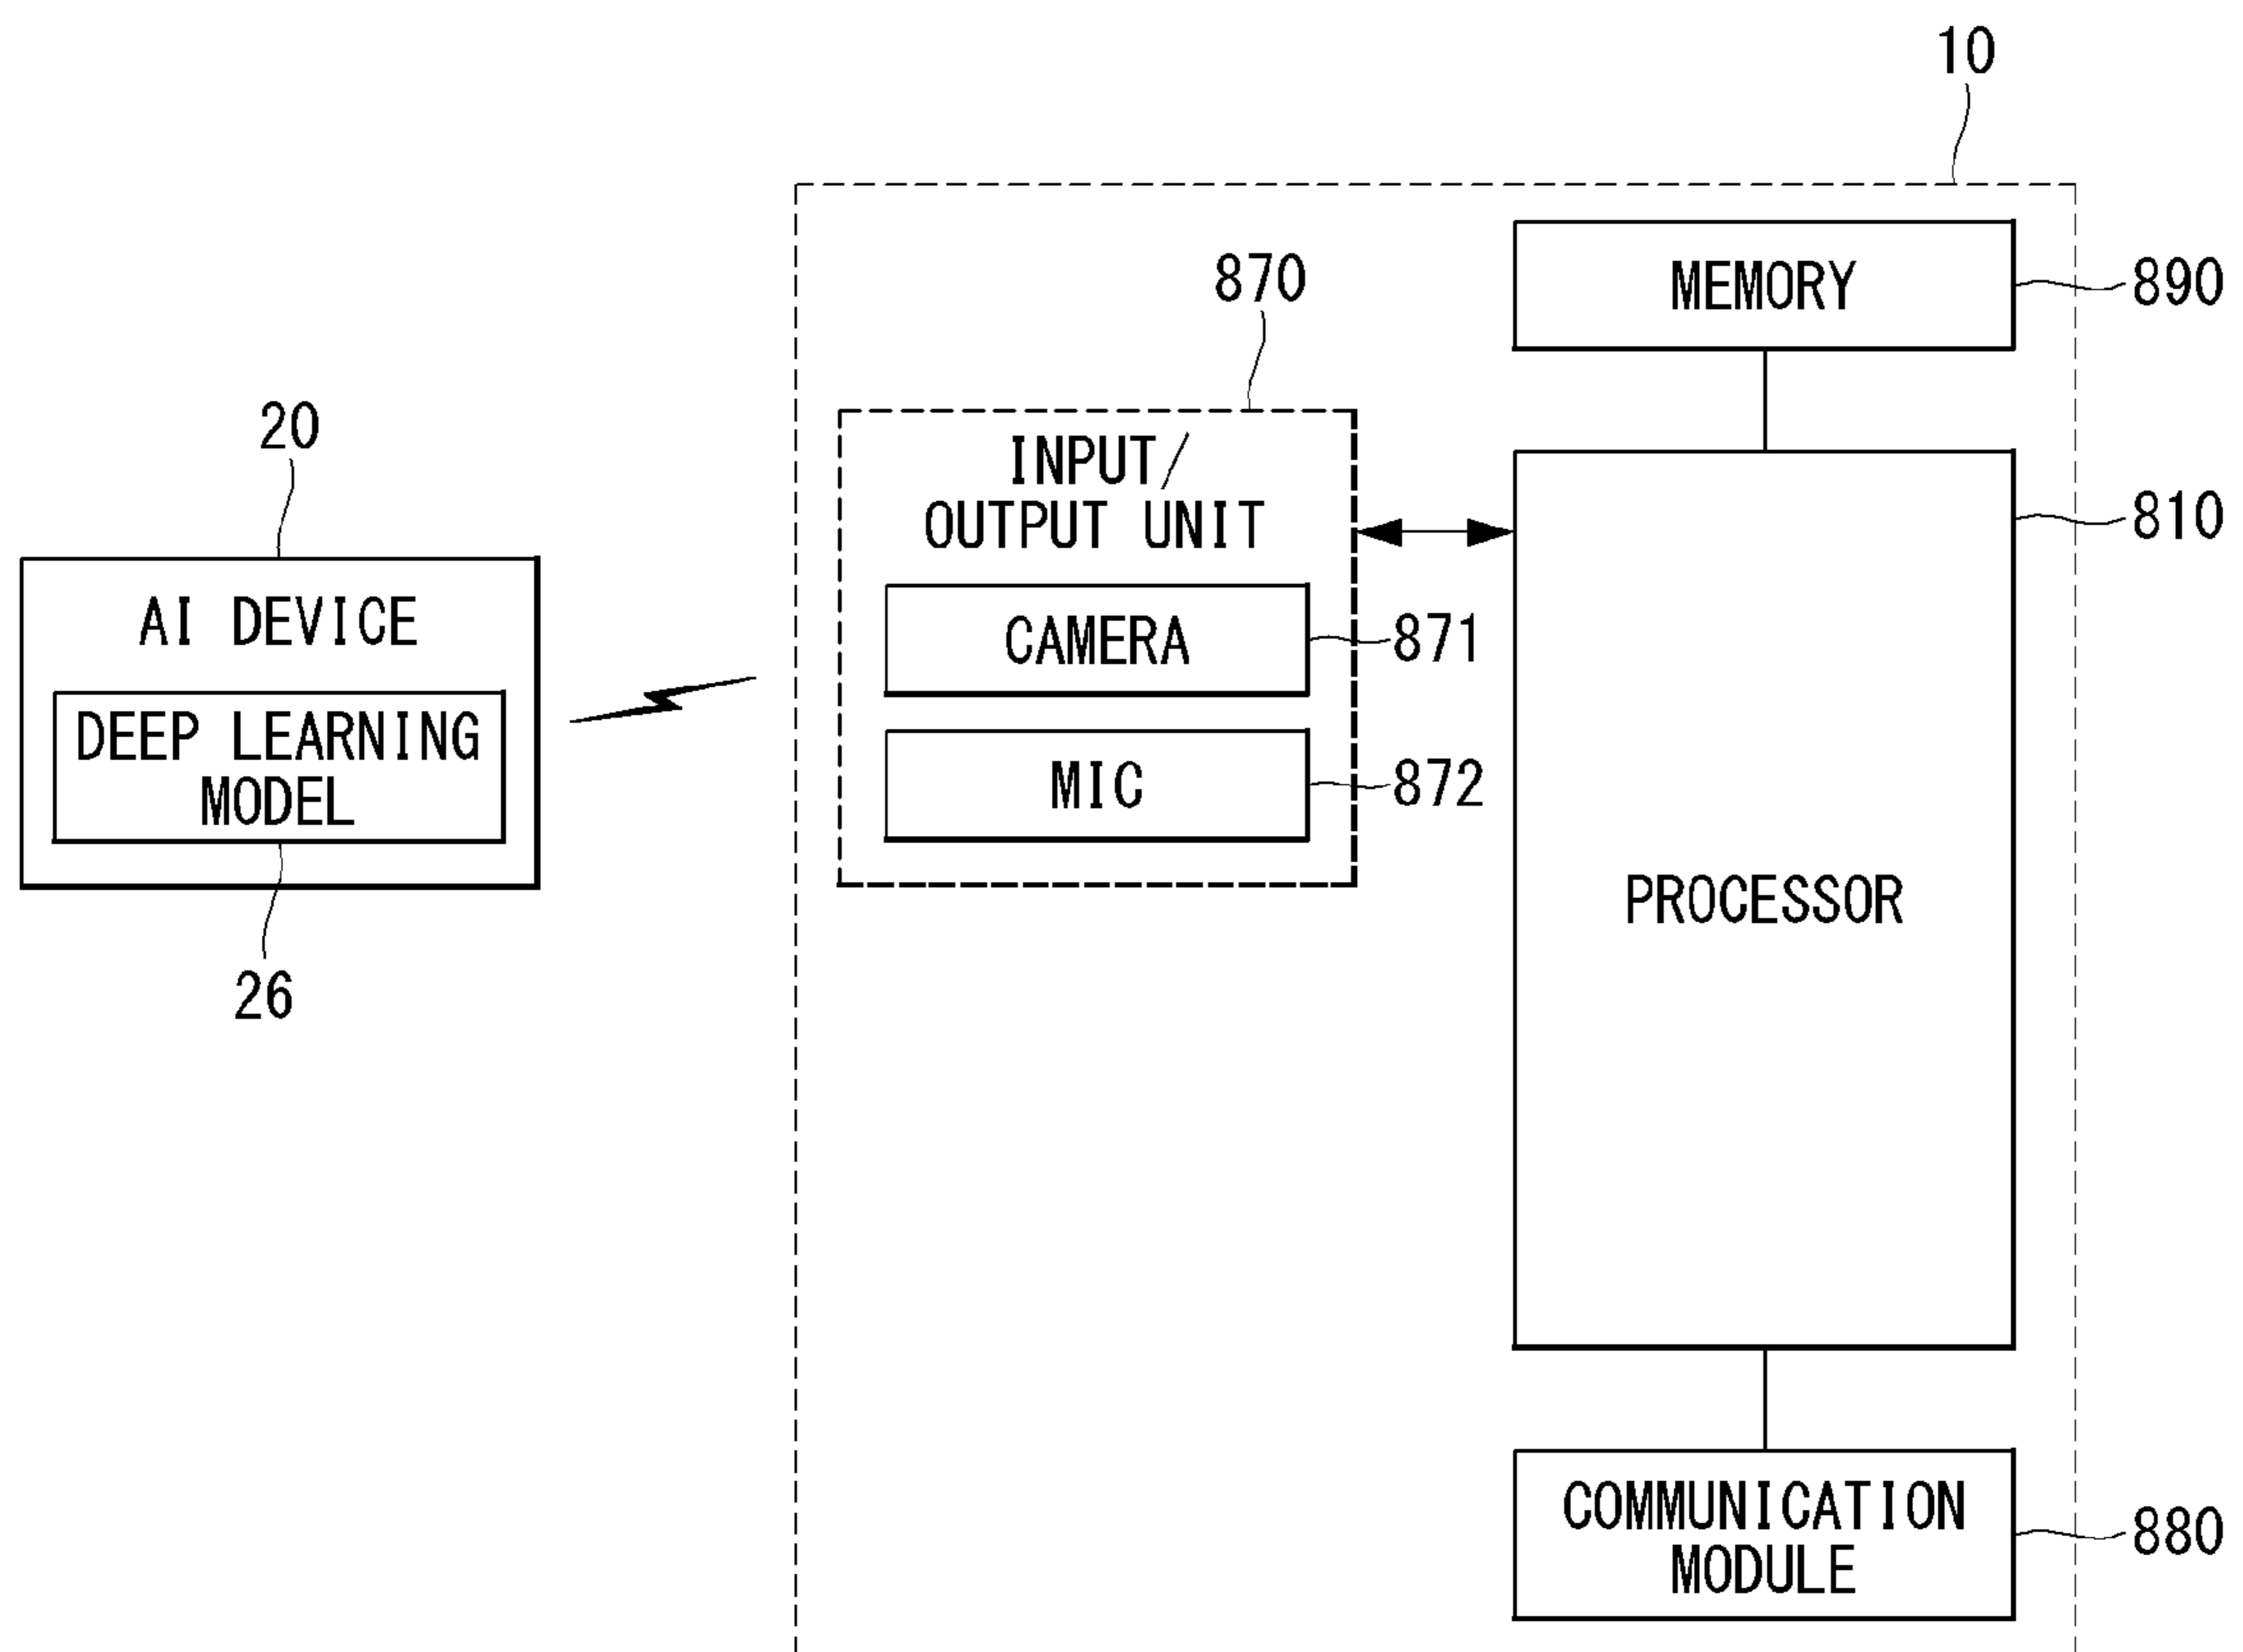 10
MEMORY
890
870
INPUT/
OUTPUT UNIT
20
810
AI DEVICE
CAMERA
871
DEEP LEARNING
MODEL
MIC
872
PROCESSOR
26
COMMUNICATION
MODULE
880